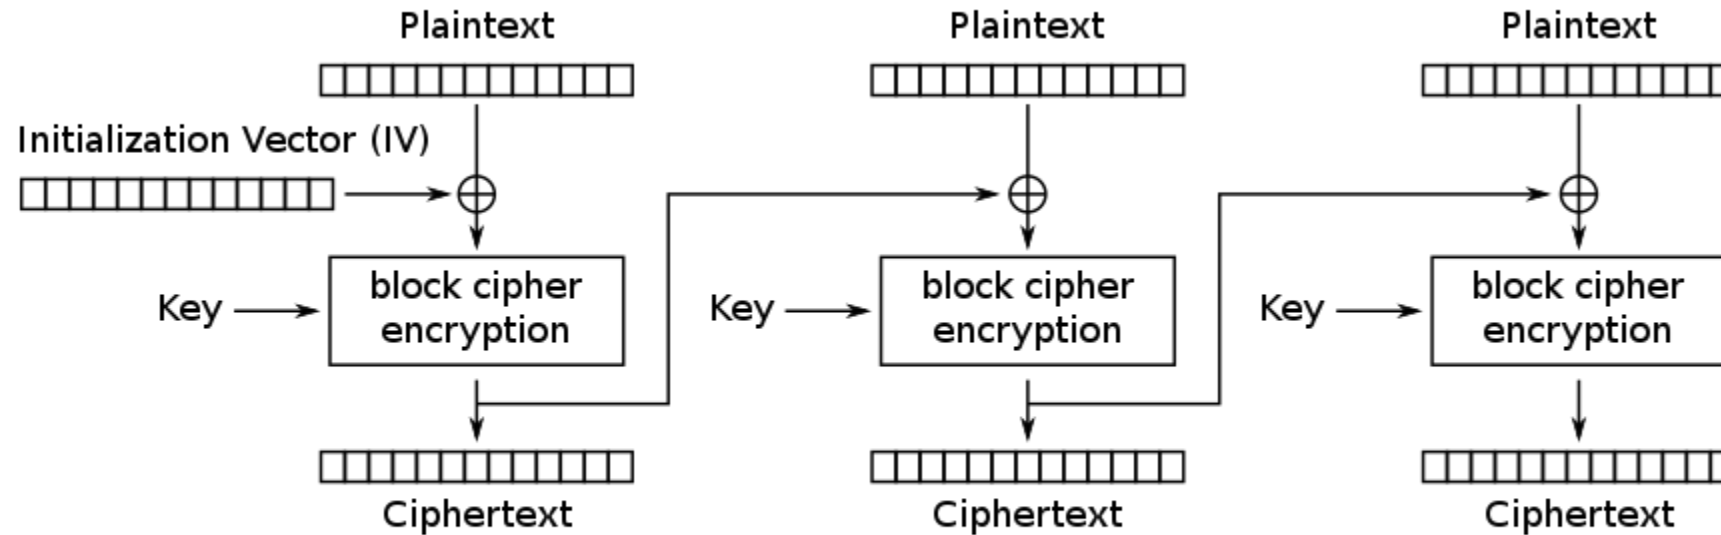 Plaintext
Plaintext
Plaintext
Initialization Vector (IV)
Key
block cipher
encryption
Key
block cipher
encryption
Key
block cipher
encryption
Ciphertext
Ciphertext
Ciphertext